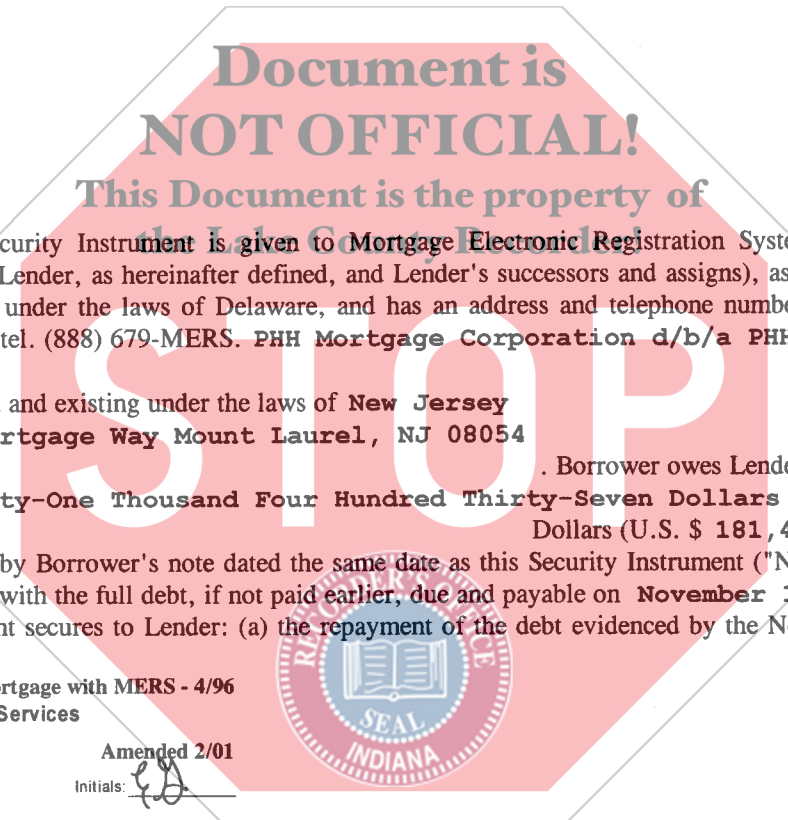 Document is
NOT OFFICIAL!
This Document is the property of
the Lake County Recorder!
curity Instrument is given to Mortgage Electronic Registration Syste
Lender, as hereinafter defined, and Lender's successors and assigns), as
under the laws of Delaware, and has an address and telephone numbe
tel. (888) 679-MERS. PHH Mortgage Corporation d/b/a PHH
and existing under the laws of New Jersey
rtgage Way Mount Laurel, NJ 08054
. Borrower owes Lende
ty-One Thousand Four Hundred Thirty-Seven Dollars
Dollars (U.S. $ 181,4
by Borrower's note dated the same date as this Security Instrument ("N
with the full debt, if not paid earlier, due and payable on November 1
nt secures to Lender: (a) the repayment of the debt evidenced by the No
rtgage with MERS - 4/96
Services
Amended 2/01
Initials: EG
STOP
RECORDER'S OFFICE
SEAL
INDIANA